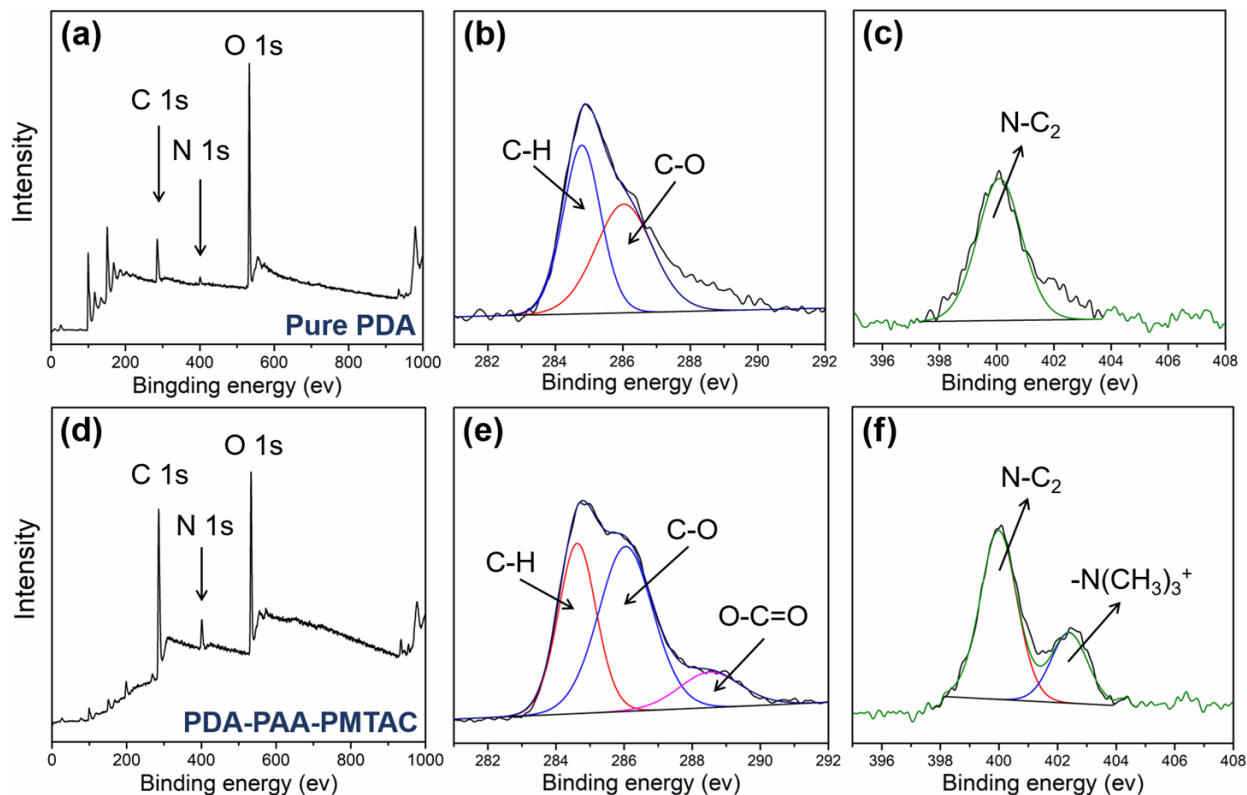 (a)
O 1s
C 1s
N 1s
Intensity
Pure PDA
0 200 400 600 800 1000
Bingding energy (ev)
(b)
C-H
C-O
282 284 286 288 290 292
Binding energy (ev)
(c)
N-C₂
396 398 400 402 404 406 408
Binding energy (ev)
(d)
O 1s
C 1s
N 1s
Intensity
PDA-PAA-PMTAC
0 200 400 600 800 1000
Binding energy (ev)
(e)
C-H
C-O
O-C=O
282 284 286 288 290 292
Binding energy (ev)
(f)
N-C₂
-N(CH₃)₃⁺
396 398 400 402 404 406 408
Binding energy (ev)